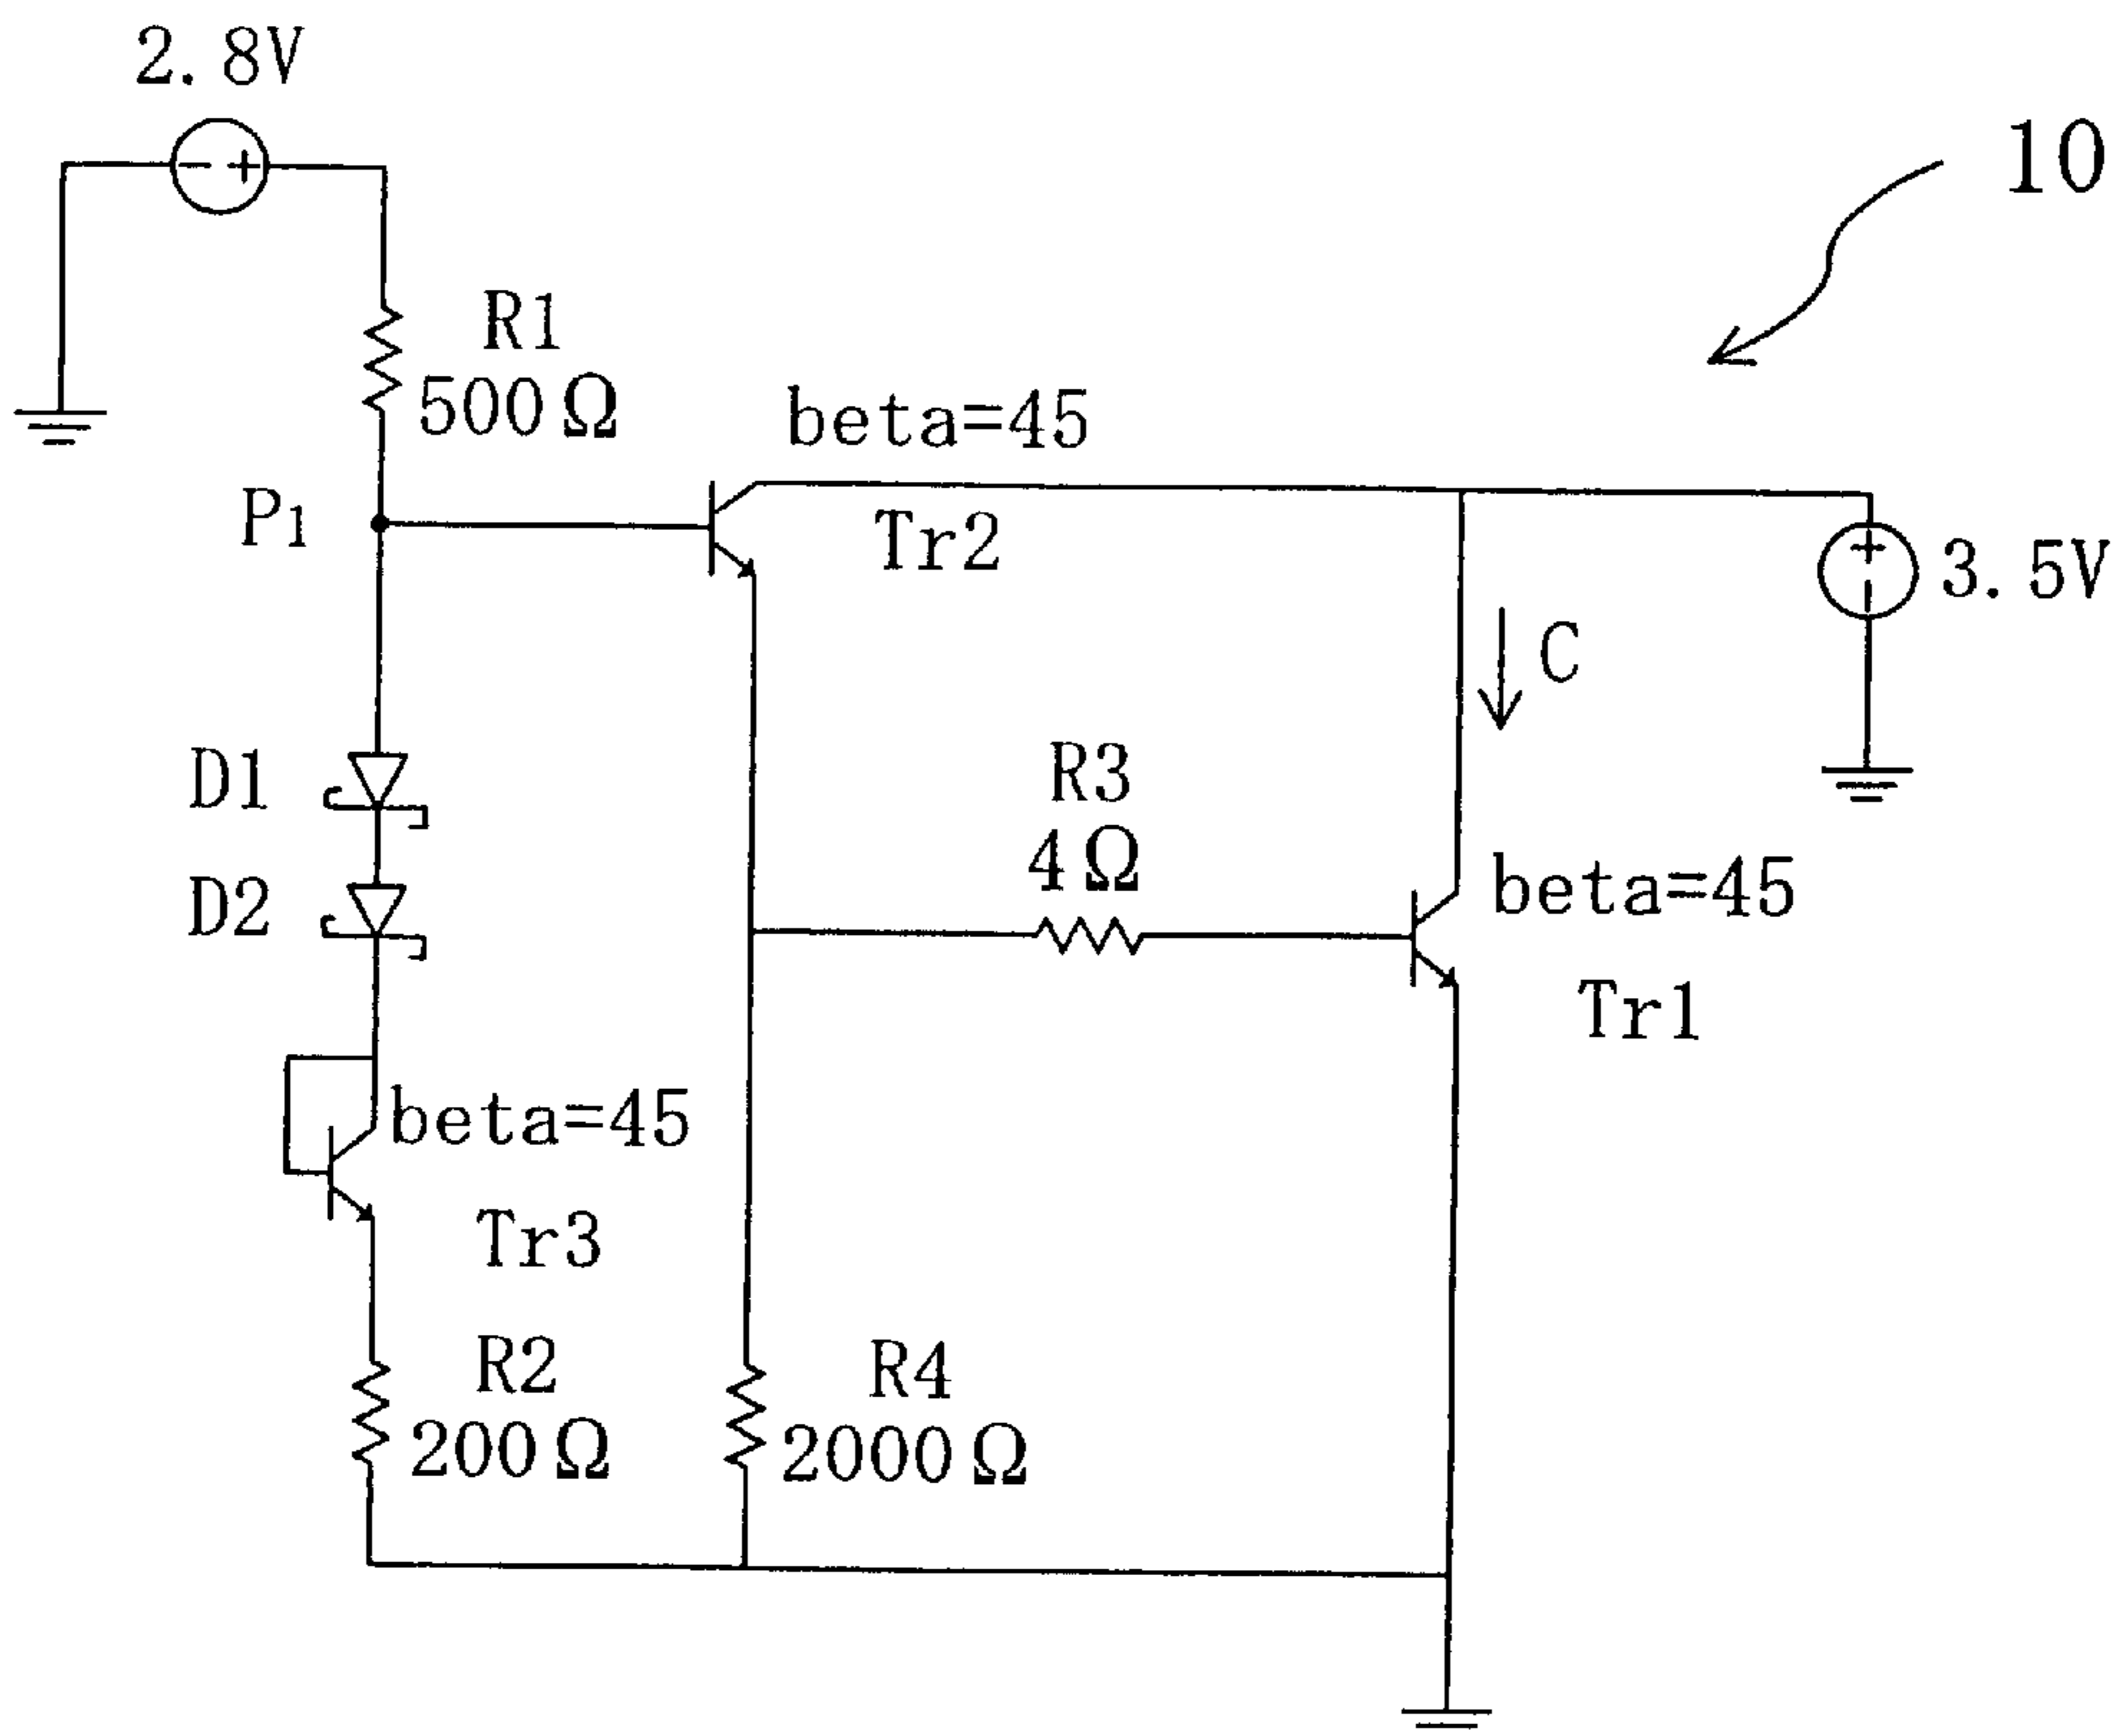 2.8V
10
R1
500Ω
beta=45
P1
Tr2
3.5V
C
D1
R3
4Ω
D2
beta=45
Tr1
beta=45
Tr3
R2
200Ω
R4
2000Ω